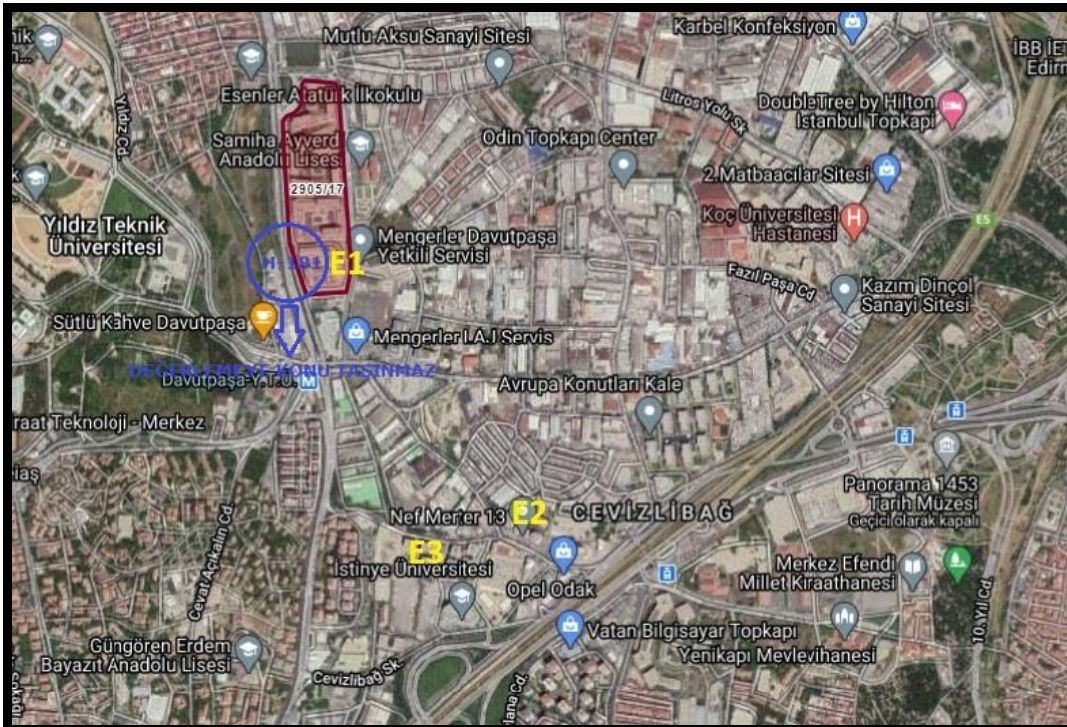 Karbel Konfeksiyon
Mutlu Aksu Sanayi Sitesi
İBB İET
Edirn
Yıldız Cd.
Esenler Atatürk İlkokulu
Litros Yolu Sk
DoubleTree by Hilton
İstanbul Topkapi
Samiha Ayverdi
Anadolu Lisesi
Odin Topkapı Center
2.Matbaacılar Sitesi
2905/17
Koç Üniversitesi
Hastanesi
E5
Yıldız Teknik
Üniversitesi
Mengerler Davutpaşa
Yetkili Servisi
E1
Fazıl Paşa Cd
Kazım Dinçol
Sanayi Sitesi
Sütlü Kahve Davutpaşa
Mengerler I.A.I Servis
DEĞERLEMEYE KONU TAŞINMAZ
Avrupa Konutları Kale
raat Teknoloji - Merkez
Panorama 1453
Tarih Müzesi
Geçici olarak kapalı
Nef Merter 13
E2
CEVİZLİBAĞ
E3
İstinye Üniversitesi
Opel Odak
Merkez Efendi
Millet Kıraathanesi
Cevat Açıkalın Cd.
10. Yıl Cd.
Vatan Bilgisayar Topkapı
Yenikapı Mevlevihanesi
Güngören Erdem
Bayazıt Anadolu Lisesi
Cevizlibağ Sk.